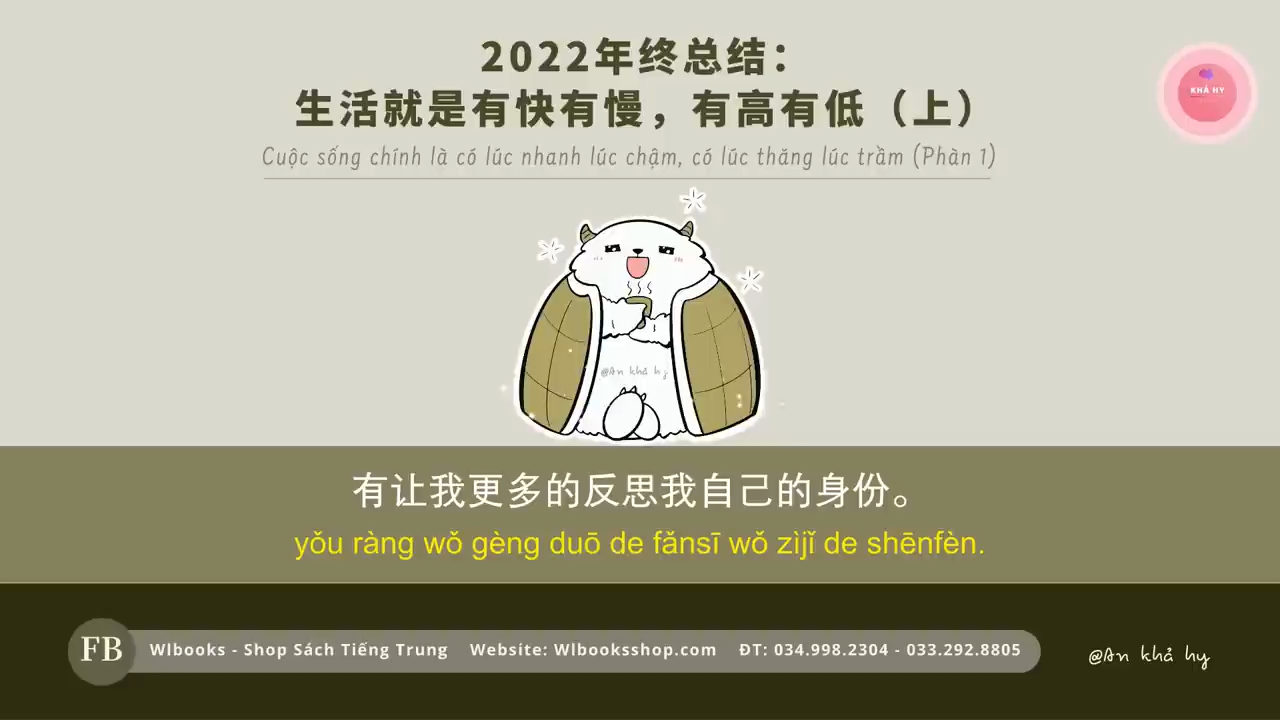 2022年终总结：
生活就是有快有慢，有高有低（上）
Cuộc sống chính là có lúc nhanh lúc chậm, có lúc thăng lúc trầm (Phần 1)
KHẢ HY
@An khả hy
有让我更多的反思我自己的身份。
yǒu ràng wǒ gèng duō de fǎnsī wǒ zìjǐ de shēnfèn.
FB Wlbooks - Shop Sách Tiếng Trung Website: Wlbooksshop.com ĐT: 034.998.2304 - 033.292.8805
@An khả hy